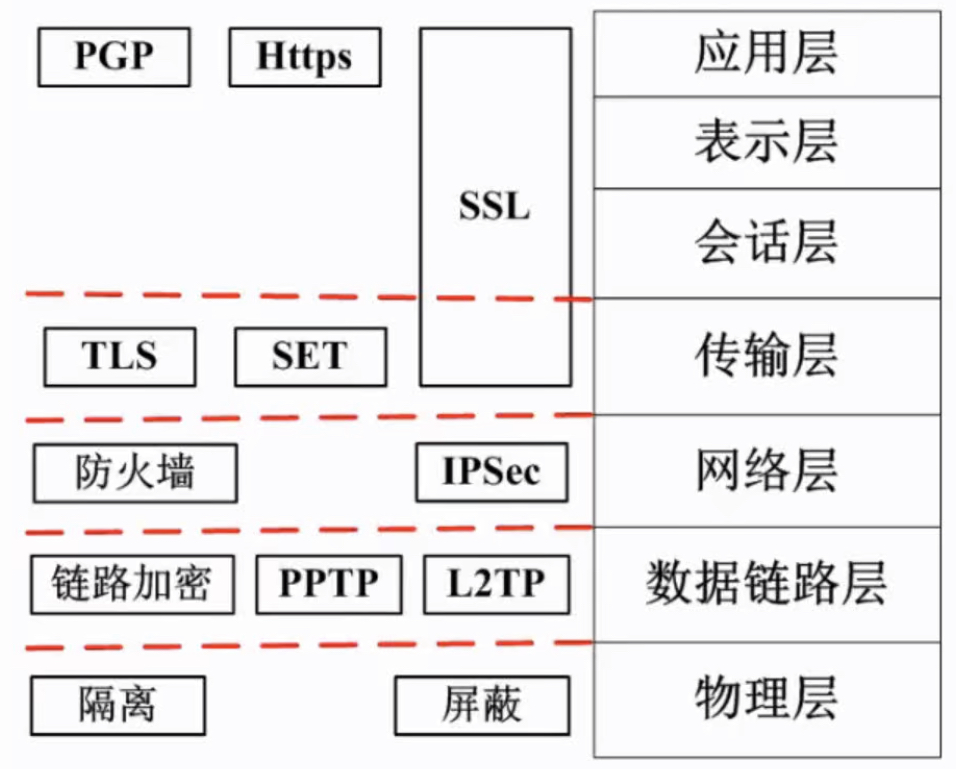 PGP Https 应用层
表示层
SSL
会话层
TLS SET 传输层
防火墙 IPSec 网络层
链路加密 PPTP L2TP 数据链路层
隔离 屏蔽 物理层